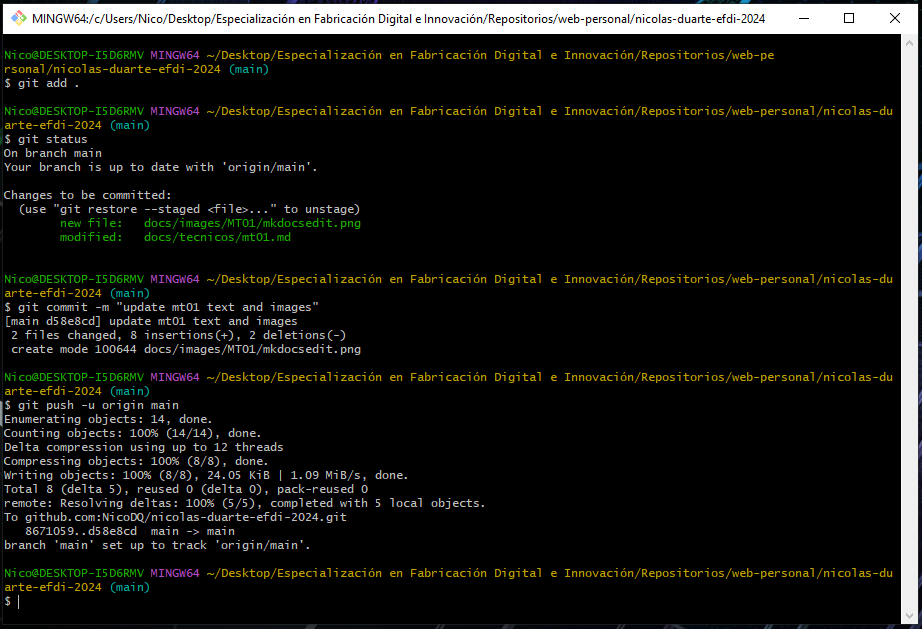 MINGW64:/c/Users/Nico/Desktop/Especialización en Fabricación Digital e Innovación/Repositorios/web-personal/nicolas-duarte-efdi-2024
Nico@DESKTOP-I5D6RMV MINGW64 ~/Desktop/Especialización en Fabricación Digital e Innovación/Repositorios/web-pe
rsonal/nicolas-duarte-efdi-2024 (main)
$ git add .
Nico@DESKTOP-I5D6RMV MINGW64 ~/Desktop/Especialización en Fabricación Digital e Innovación/Repositorios/web-personal/nicolas-du
arte-efdi-2024 (main)
$ git status
On branch main
Your branch is up to date with 'origin/main'.
Changes to be committed:
  (use "git restore --staged <file>..." to unstage)
        new file:   docs/images/MT01/mkdocsedit.png
        modified:   docs/tecnicos/mt01.md
Nico@DESKTOP-I5D6RMV MINGW64 ~/Desktop/Especialización en Fabricación Digital e Innovación/Repositorios/web-personal/nicolas-du
arte-efdi-2024 (main)
$ git commit -m "update mt01 text and images"
[main d58e8cd] update mt01 text and images
 2 files changed, 8 insertions(+), 2 deletions(-)
 create mode 100644 docs/images/MT01/mkdocsedit.png
Nico@DESKTOP-I5D6RMV MINGW64 ~/Desktop/Especialización en Fabricación Digital e Innovación/Repositorios/web-personal/nicolas-du
arte-efdi-2024 (main)
$ git push -u origin main
Enumerating objects: 14, done.
Counting objects: 100% (14/14), done.
Delta compression using up to 12 threads
Compressing objects: 100% (8/8), done.
Writing objects: 100% (8/8), 24.05 KiB | 1.09 MiB/s, done.
Total 8 (delta 5), reused 0 (delta 0), pack-reused 0
remote: Resolving deltas: 100% (5/5), completed with 5 local objects.
To github.com:NicoDQ/nicolas-duarte-efdi-2024.git
   8671059..d58e8cd  main -> main
branch 'main' set up to track 'origin/main'.
Nico@DESKTOP-I5D6RMV MINGW64 ~/Desktop/Especialización en Fabricación Digital e Innovación/Repositorios/web-personal/nicolas-du
arte-efdi-2024 (main)
$